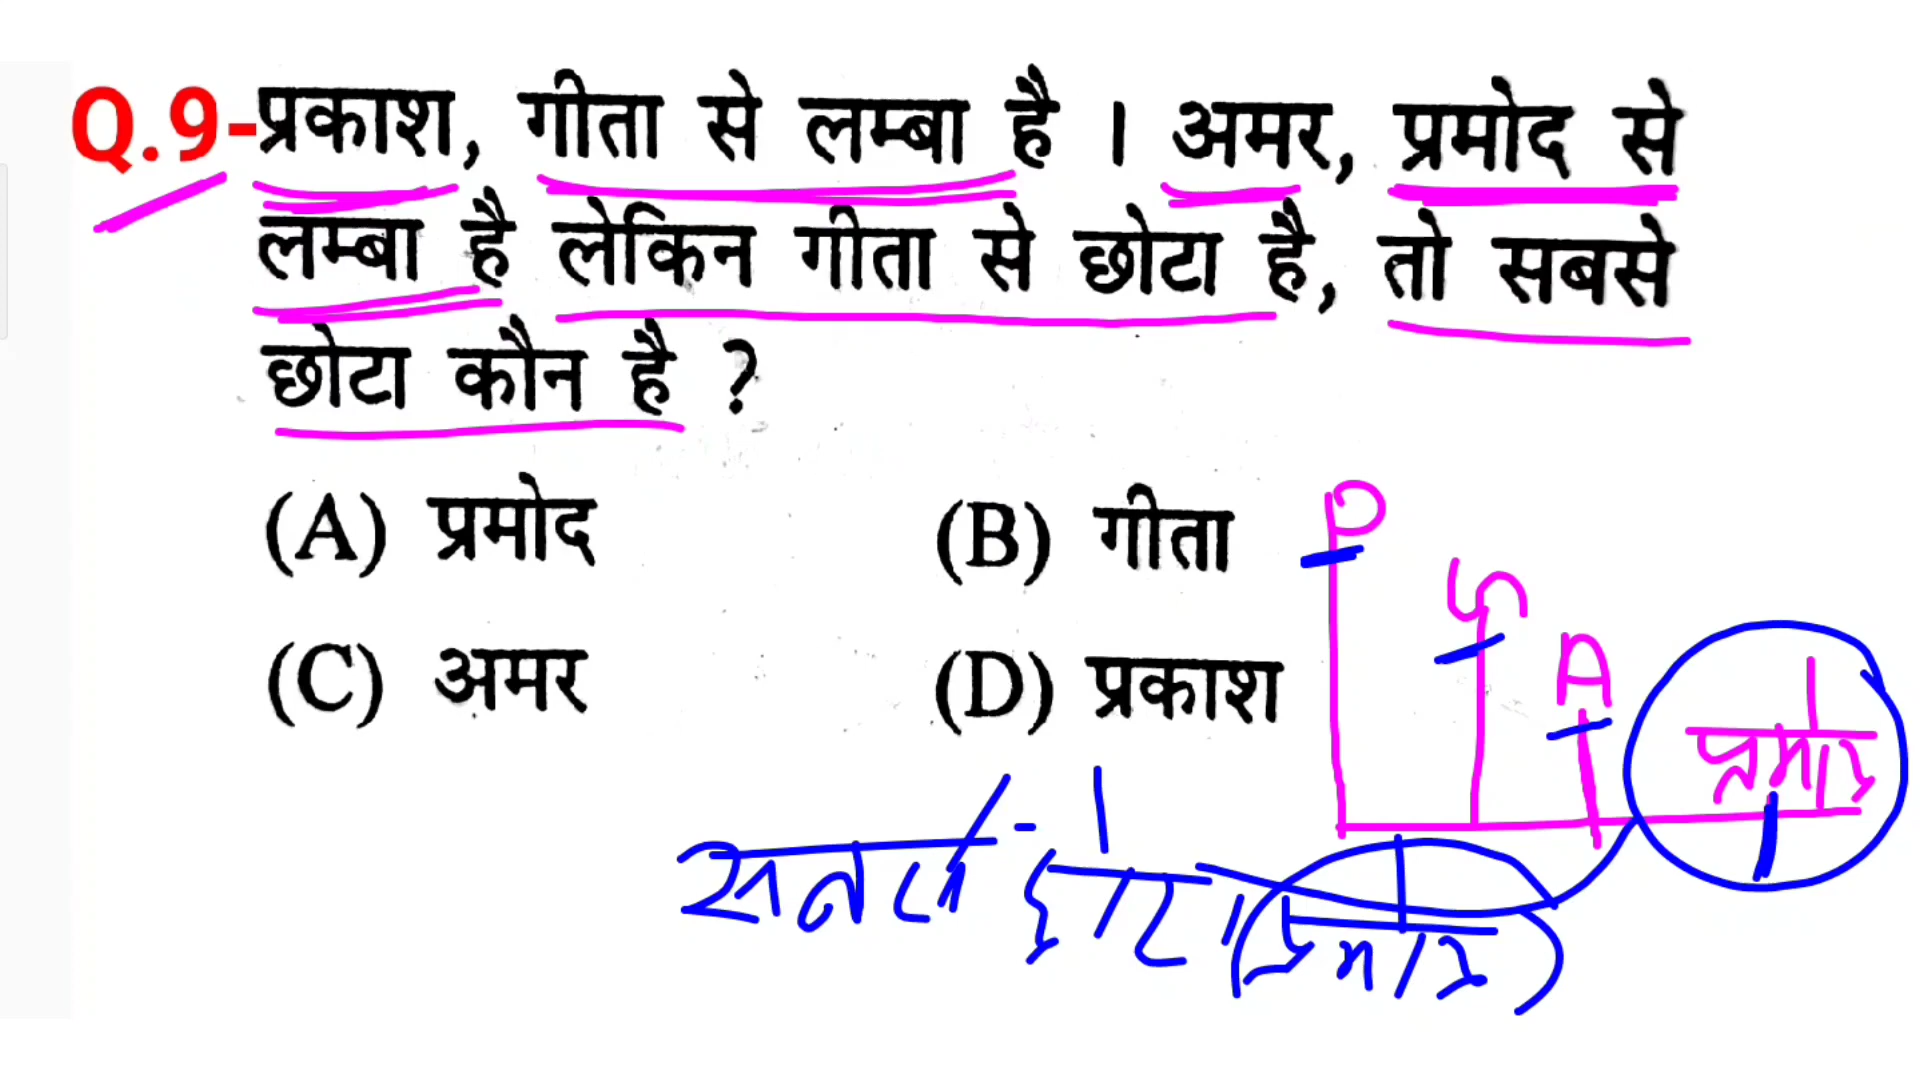 Q.9-प्रकाश, गीता से लम्बा है । अमर, प्रमोद से
लम्बा है लेकिन गीता से छोटा है, तो सबसे
छोटा कौन है ?
(A) प्रमोद (B) गीता
(C) अमर (D) प्रकाश
P
G
A
प्रमोद
सबसे - छोटा (प्रमोद)